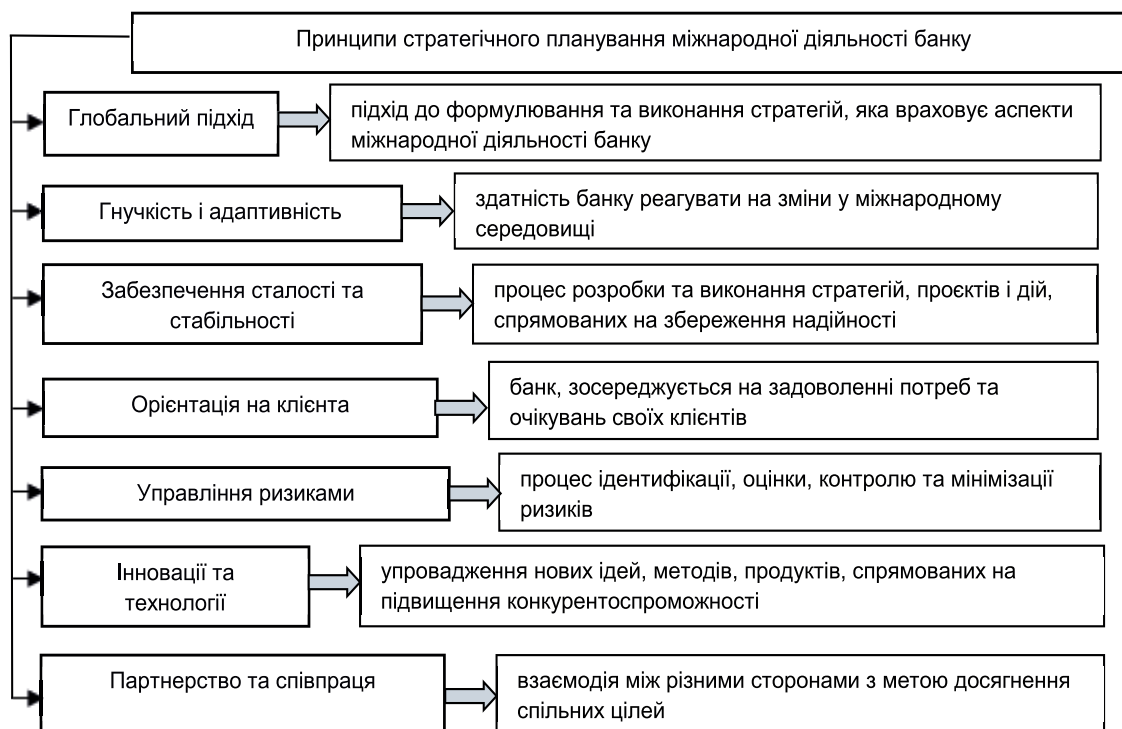 Принципи стратегічного планування міжнародної діяльності банку
Глобальний підхід
підхід до формулювання та виконання стратегій, яка враховує аспекти
міжнародної діяльності банку
Гнучкість і адаптивність
здатність банку реагувати на зміни у міжнародному
середовищі
Забезпечення сталості та
стабільності
процес розробки та виконання стратегій, проєктів і дій,
спрямованих на збереження надійності
Орієнтація на клієнта
банк, зосереджується на задоволенні потреб та
очікувань своїх клієнтів
Управління ризиками
процес ідентифікації, оцінки, контролю та мінімізації
ризиків
Інновації та
технології
упровадження нових ідей, методів, продуктів, спрямованих на
підвищення конкурентоспроможності
Партнерство та співпраця
взаємодія між різними сторонами з метою досягнення
спільних цілей